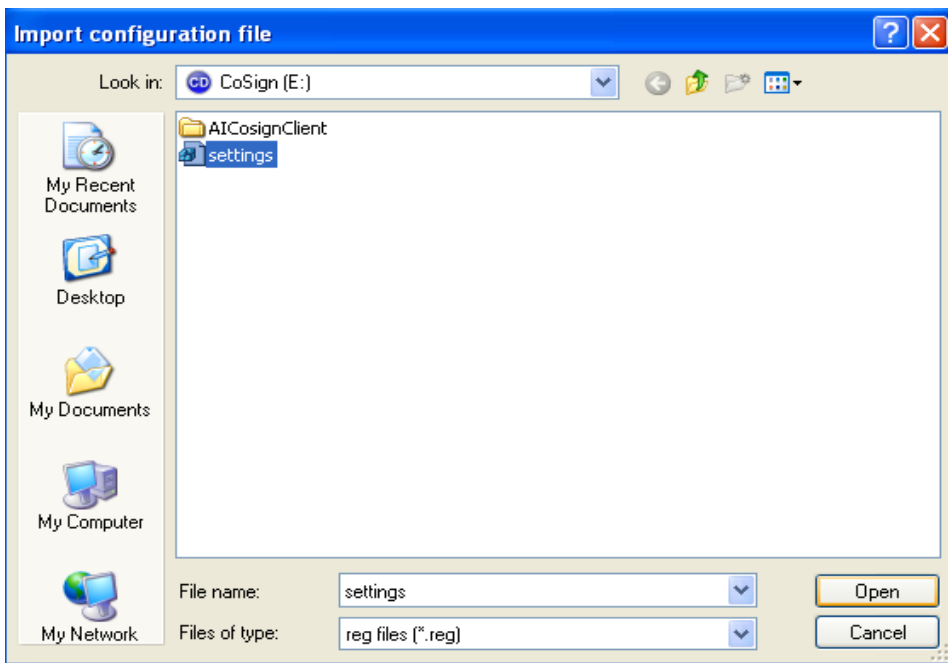 Import configuration file
Look in:
CD CoSign (E:)
AICosignClient
settings
My Recent
Documents
Desktop
My Documents
My Computer
My Network
File name:
settings
Open
Files of type:
reg files (*.reg)
Cancel